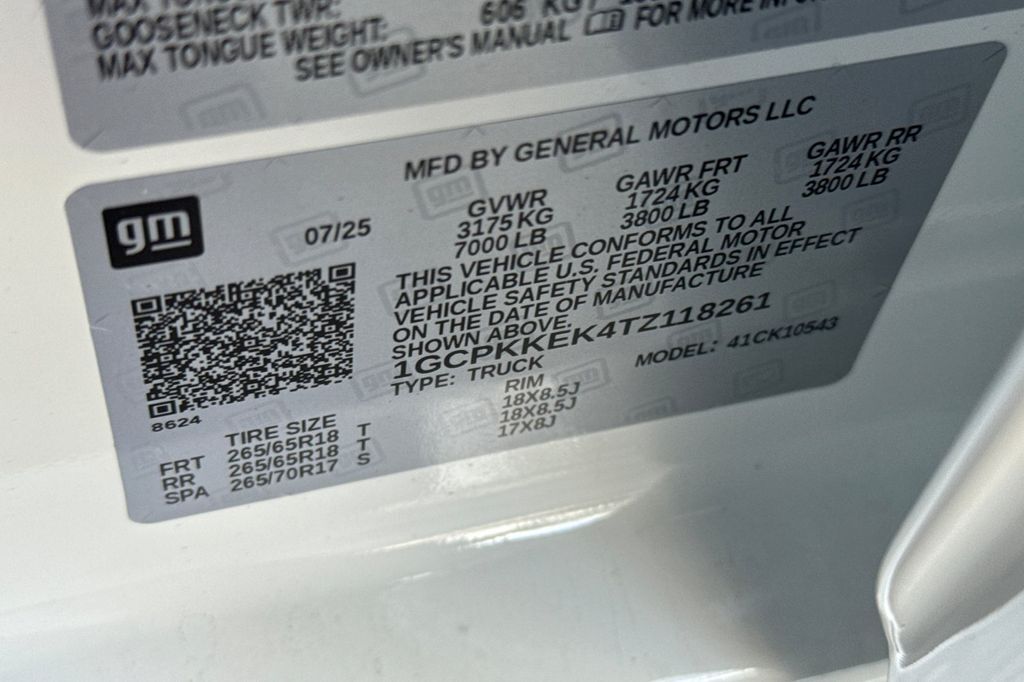 GOOSENECK TWR:
MAX TONGUE WEIGHT: 606 KG
SEE OWNER'S MANUAL FOR MORE
MFD BY GENERAL MOTORS LLC
gm
07/25
GVWR GAWR FRT GAWR RR
3175 KG 1724 KG 1724 KG
7000 LB 3800 LB 3800 LB
THIS VEHICLE CONFORMS TO ALL
APPLICABLE U.S. FEDERAL MOTOR
VEHICLE SAFETY STANDARDS IN EFFECT
ON THE DATE OF MANUFACTURE
SHOWN ABOVE.
1GCPKKEK4TZ118261
TYPE: TRUCK MODEL: 41CK10543
8624
TIRE SIZE RIM
FRT 265/65R18 T 18X8.5J
RR 265/65R18 T 18X8.5J
SPA 265/70R17 S 17X8J